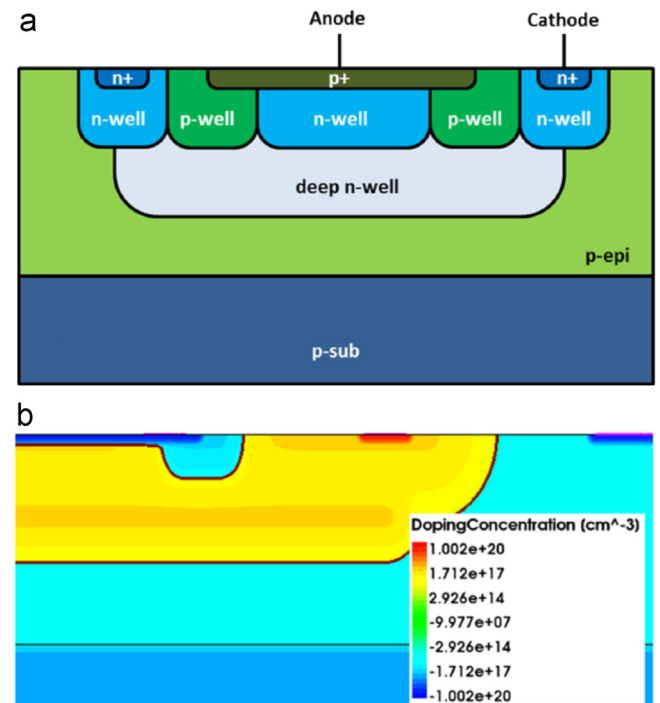 a
Anode Cathode
n+ p+ n+
n-well p-well n-well p-well n-well
deep n-well
p-epi
p-sub
b
DopingConcentration (cm^-3)
1.002e+20
1.712e+17
2.926e+14
-9.977e+07
-2.926e+14
-1.712e+17
-1.002e+20